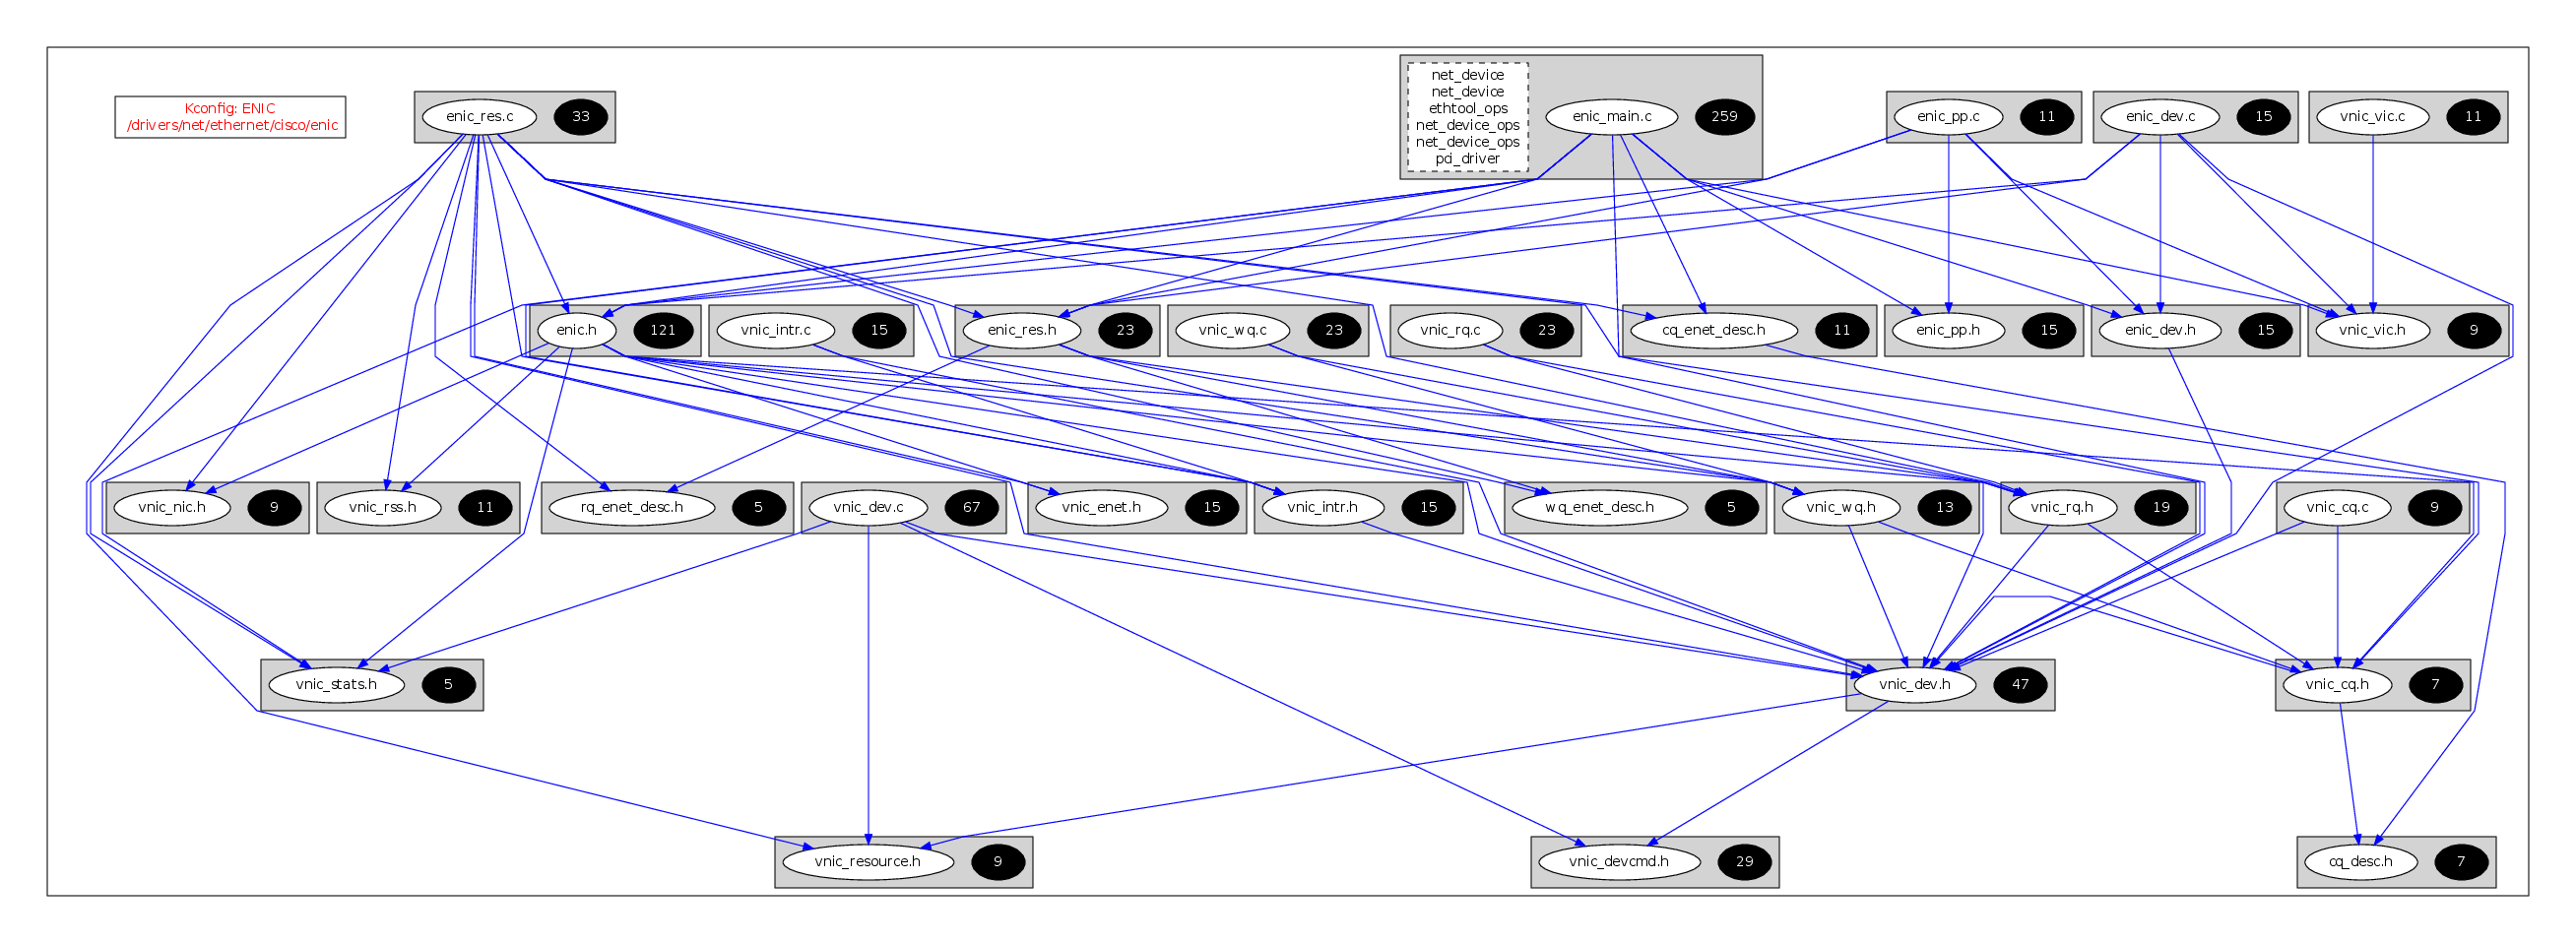 net_device
net_device
ethtool_ops
net_device_ops
net_device_ops
pci_driver
Kconfig: ENIC
/drivers/net/ethernet/cisco/enic
enic_res.c 33
enic_main.c 259
enic_pp.c 11
enic_dev.c 15
vnic_vic.c 11
enic.h 121
vnic_intr.c 15
enic_res.h 23
vnic_wq.c 23
vnic_rq.c 23
cq_enet_desc.h 11
enic_pp.h 15
enic_dev.h 15
vnic_vic.h 9
vnic_nic.h 9
vnic_rss.h 11
rq_enet_desc.h 5
vnic_dev.c 67
vnic_enet.h 15
vnic_intr.h 15
wq_enet_desc.h 5
vnic_wq.h 13
vnic_rq.h 19
vnic_cq.c 9
vnic_stats.h 5
vnic_dev.h 47
vnic_cq.h 7
vnic_resource.h 9
vnic_devcmd.h 29
cq_desc.h 7